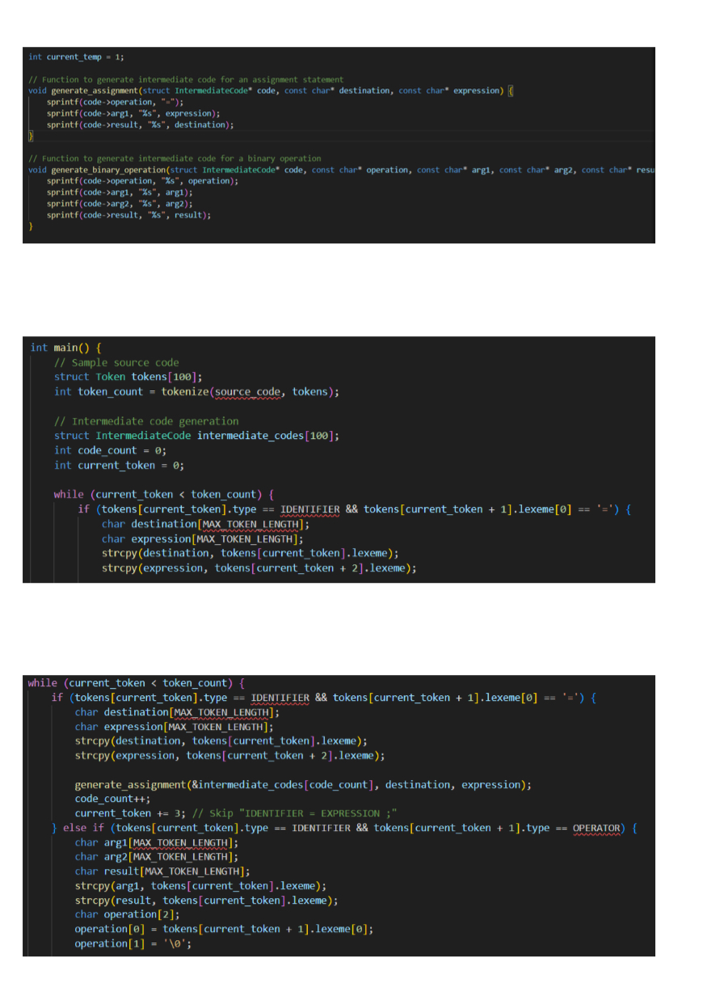 int current_temp = 1;
// Function to generate intermediate code for an assignment statement
void generate_assignment(struct IntermediateCode* code, const char* destination, const char* expression) {
    sprintf(code->operation, "=");
    sprintf(code->arg1, "%s", expression);
    sprintf(code->result, "%s", destination);
}
// Function to generate intermediate code for a binary operation
void generate_binary_operation(struct IntermediateCode* code, const char* operation, const char* arg1, const char* arg2, const char* resu
    sprintf(code->operation, "%s", operation);
    sprintf(code->arg1, "%s", arg1);
    sprintf(code->arg2, "%s", arg2);
    sprintf(code->result, "%s", result);
}
int main() {
    // Sample source code
    struct Token tokens[100];
    int token_count = tokenize(source_code, tokens);
    // Intermediate code generation
    struct IntermediateCode intermediate_codes[100];
    int code_count = 0;
    int current_token = 0;
    while (current_token < token_count) {
        if (tokens[current_token].type == IDENTIFIER && tokens[current_token + 1].lexeme[0] == '=') {
            char destination[MAX_TOKEN_LENGTH];
            char expression[MAX_TOKEN_LENGTH];
            strcpy(destination, tokens[current_token].lexeme);
            strcpy(expression, tokens[current_token + 2].lexeme);
while (current_token < token_count) {
    if (tokens[current_token].type == IDENTIFIER && tokens[current_token + 1].lexeme[0] == '=') {
        char destination[MAX_TOKEN_LENGTH];
        char expression[MAX_TOKEN_LENGTH];
        strcpy(destination, tokens[current_token].lexeme);
        strcpy(expression, tokens[current_token + 2].lexeme);
        generate_assignment(&intermediate_codes[code_count], destination, expression);
        code_count++;
        current_token += 3; // Skip "IDENTIFIER = EXPRESSION ;"
    } else if (tokens[current_token].type == IDENTIFIER && tokens[current_token + 1].type == OPERATOR) {
        char arg1[MAX_TOKEN_LENGTH];
        char arg2[MAX_TOKEN_LENGTH];
        char result[MAX_TOKEN_LENGTH];
        strcpy(arg1, tokens[current_token].lexeme);
        strcpy(result, tokens[current_token].lexeme);
        char operation[2];
        operation[0] = tokens[current_token + 1].lexeme[0];
        operation[1] = '\0';